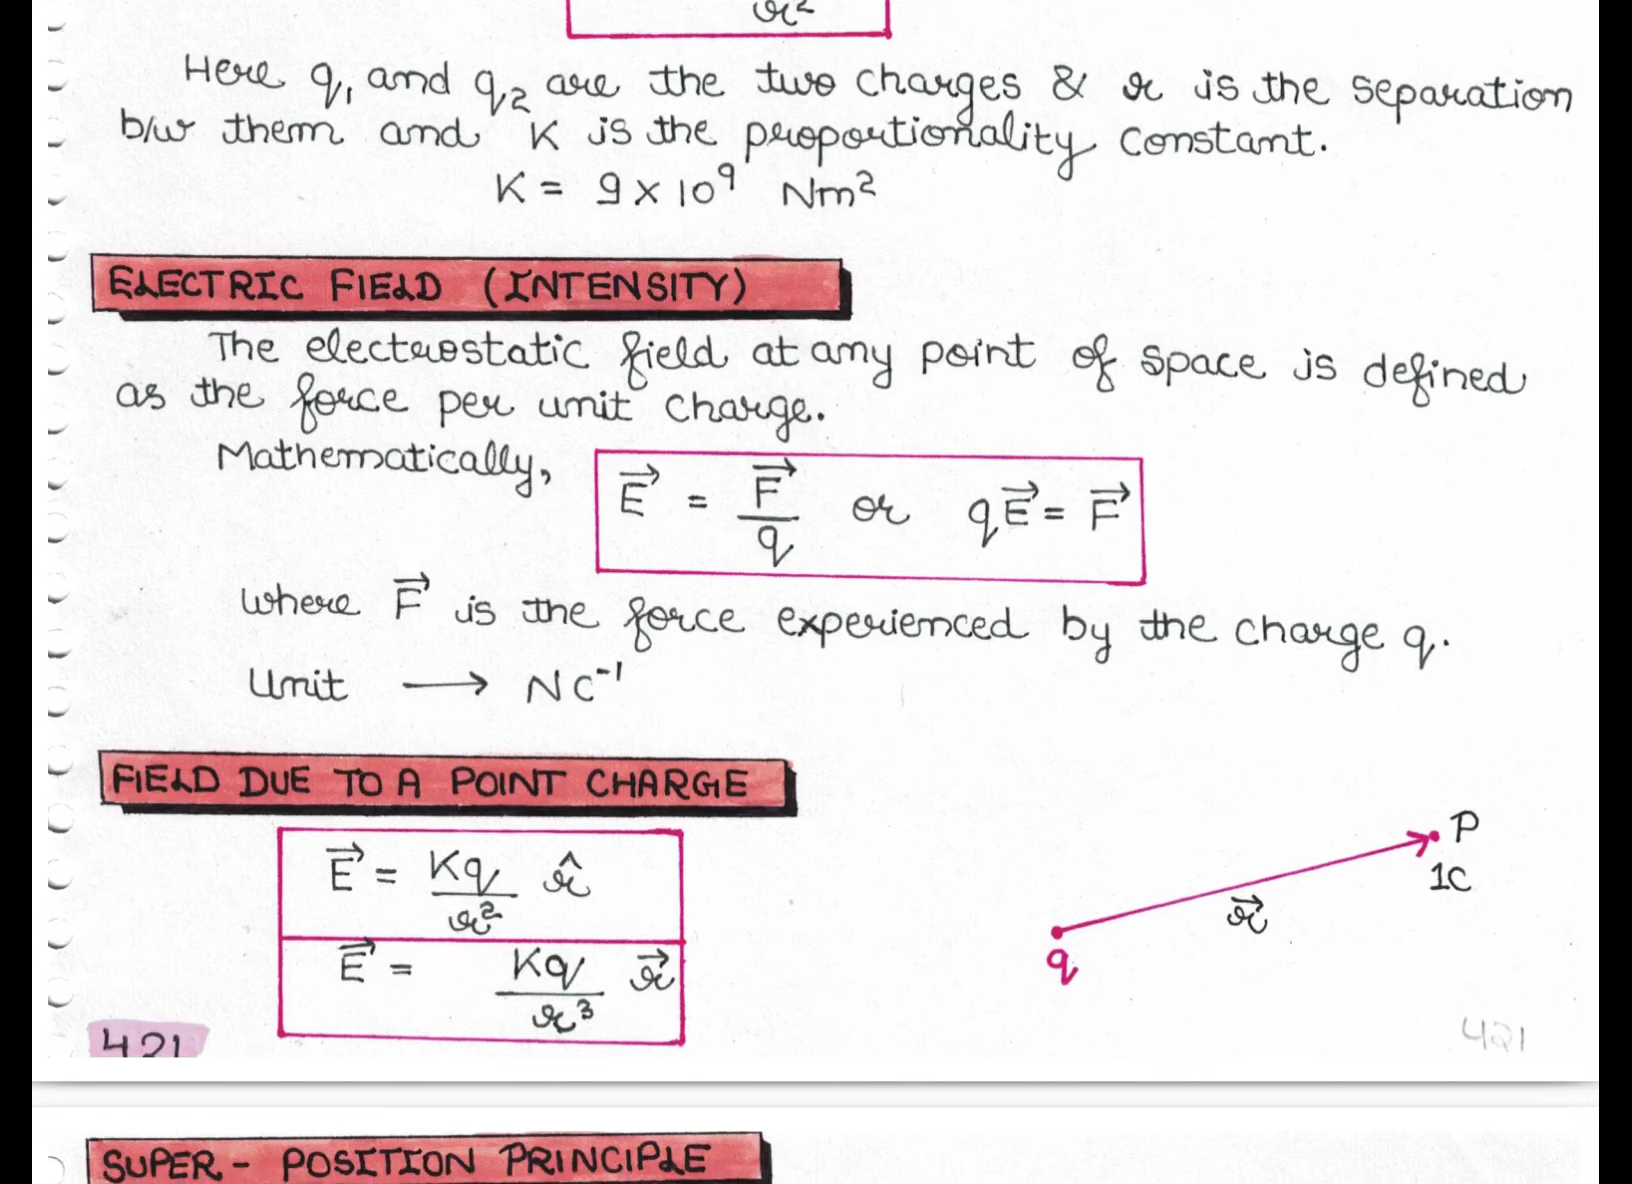 r²
Here q₁ and q₂ are the two charges & r is the separation
b/w them and K is the proportionality constant.
K = 9 x 10⁹ Nm²
ELECTRIC FIELD (INTENSITY)
The electrostatic field at any point of space is defined
as the force per unit charge.
Mathematically, E⃗ = F⃗/q or qE⃗ = F⃗
where F⃗ is the force experienced by the charge q.
Unit → NC⁻¹
FIELD DUE TO A POINT CHARGE
E⃗ = Kq/r² r̂
E⃗ = Kq/r³ r⃗
P
1C
r⃗
q
421
421
SUPER - POSITION PRINCIPLE